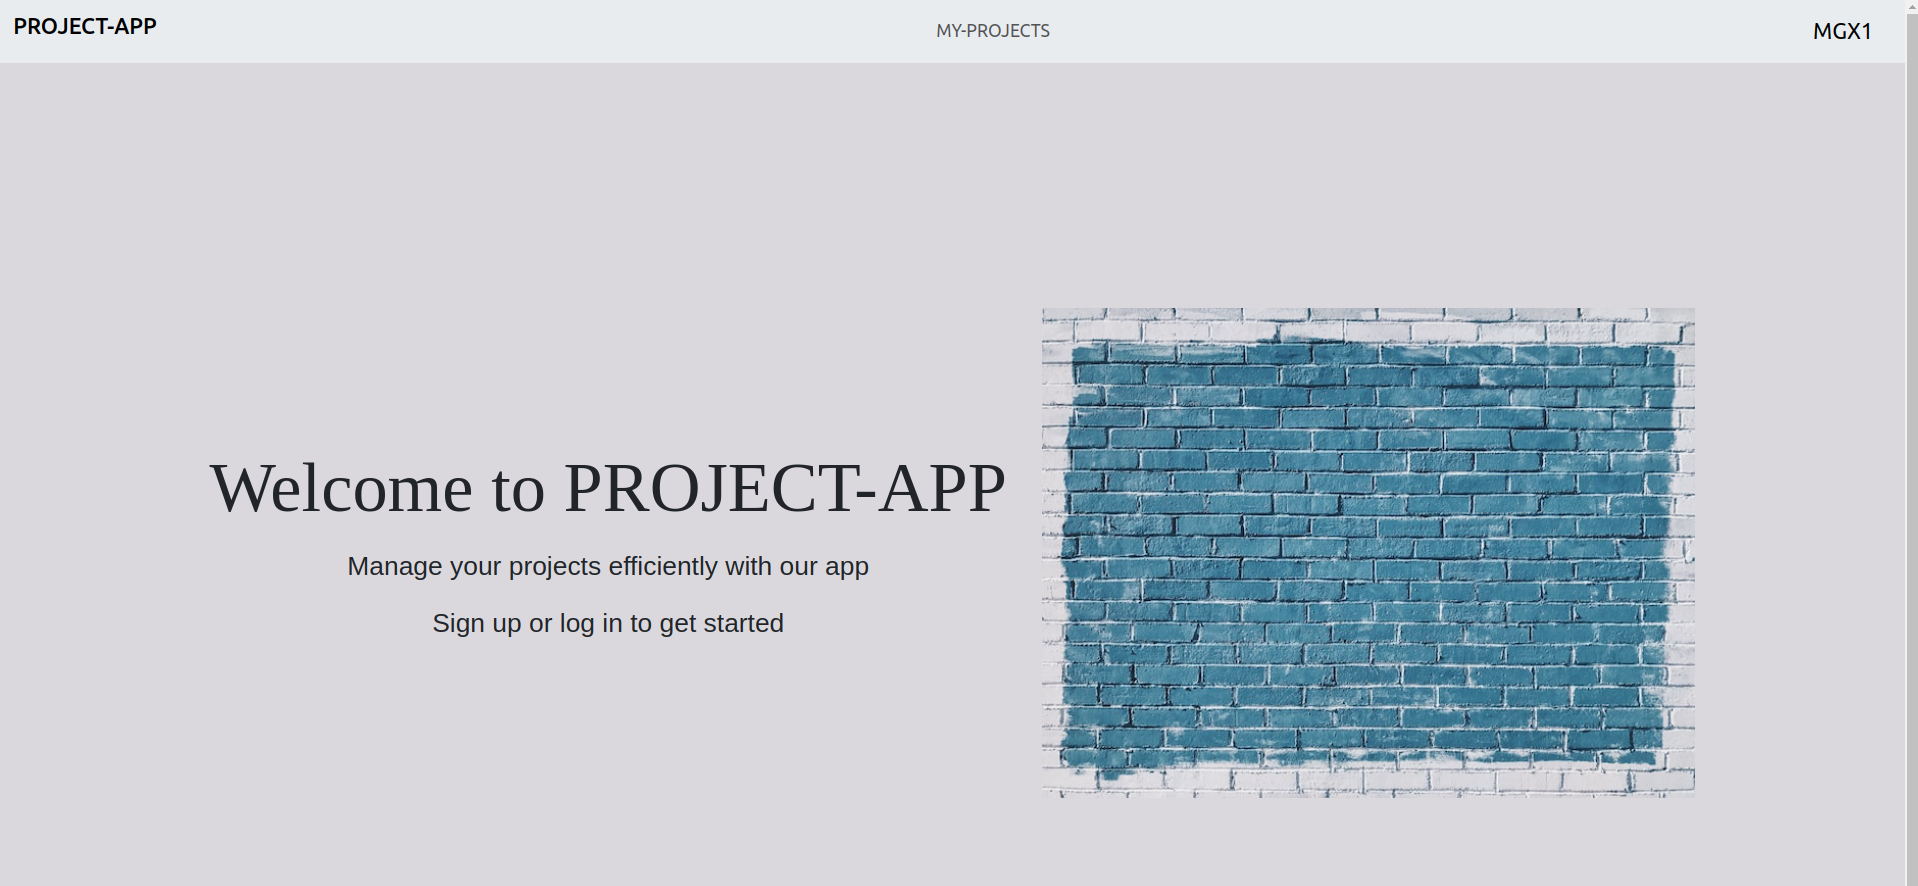 PROJECT-APP
MY-PROJECTS
MGX1
Welcome to PROJECT-APP
Manage your projects efficiently with our app
Sign up or log in to get started